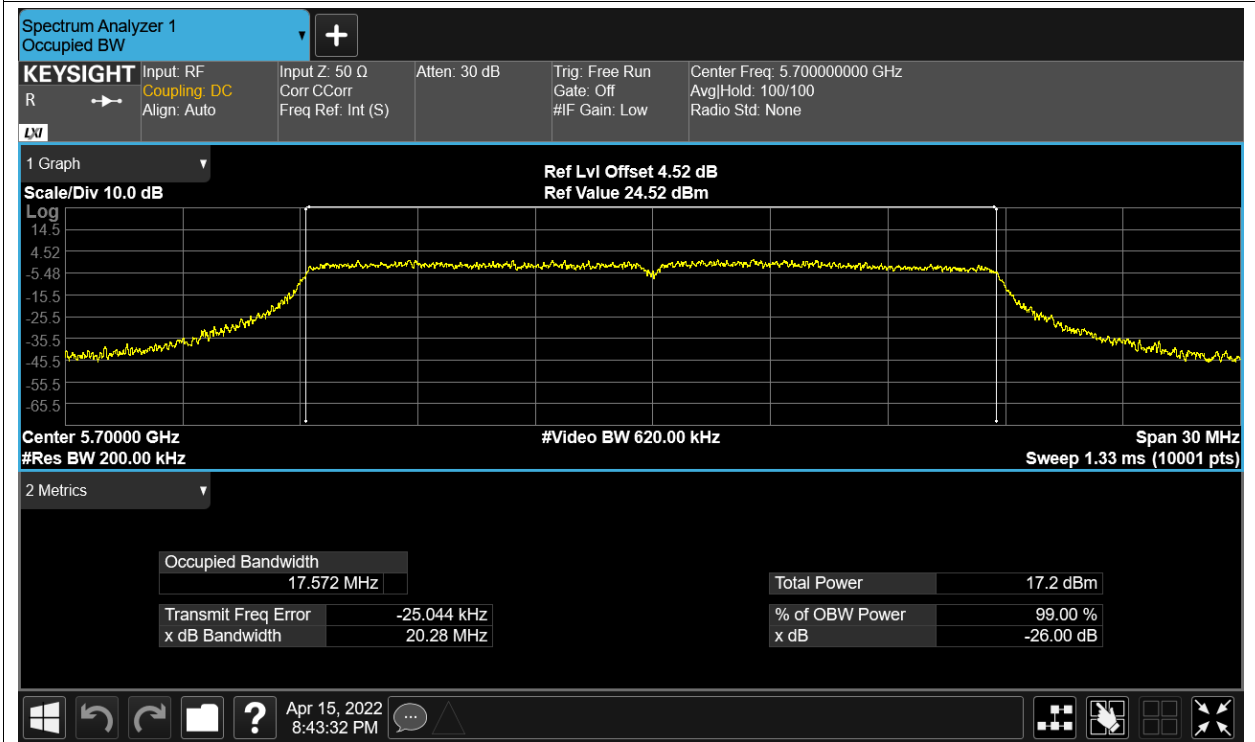 Spectrum Analyzer 1
Occupied BW
KEYSIGHT
R
LXI
Input: RF
Coupling: DC
Align: Auto
Input Z: 50 Ω
Corr CCorr
Freq Ref: Int (S)
Atten: 30 dB
Trig: Free Run
Gate: Off
#IF Gain: Low
Center Freq: 5.700000000 GHz
Avg|Hold: 100/100
Radio Std: None
1 Graph
Scale/Div 10.0 dB
Ref Lvl Offset 4.52 dB
Ref Value 24.52 dBm
Log
14.5
4.52
-5.48
-15.5
-25.5
-35.5
-45.5
-55.5
-65.5
Center 5.70000 GHz
#Video BW 620.00 kHz
Span 30 MHz
#Res BW 200.00 kHz
Sweep 1.33 ms (10001 pts)
2 Metrics
Occupied Bandwidth
17.572 MHz
Transmit Freq Error -25.044 kHz
x dB Bandwidth 20.28 MHz
Total Power 17.2 dBm
% of OBW Power 99.00 %
x dB -26.00 dB
?
Apr 15, 2022
8:43:32 PM